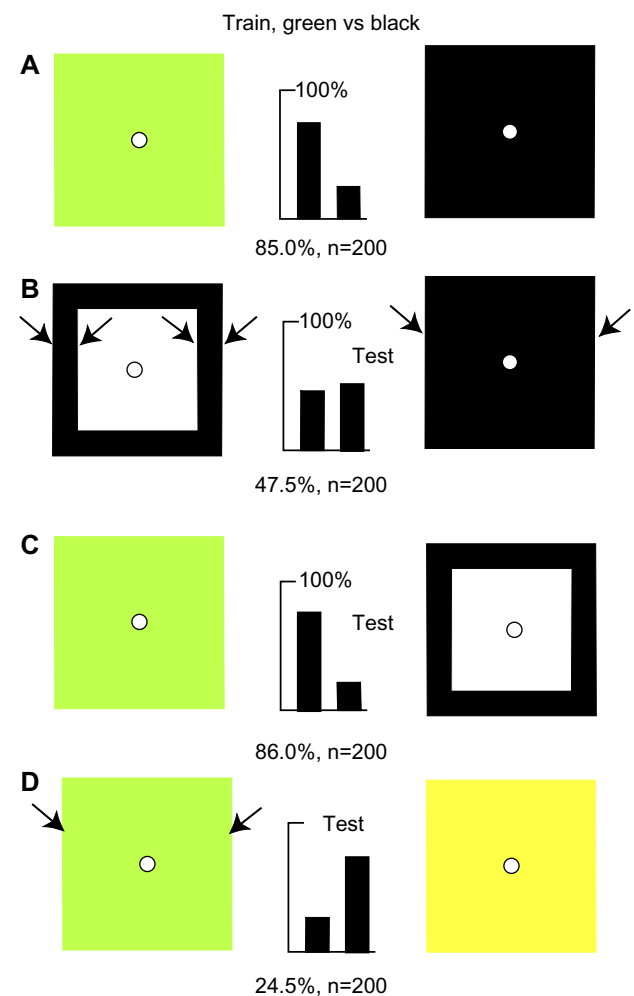 Train, green vs black
A
100%
85.0%, n=200
B
100%
Test
47.5%, n=200
C
100%
Test
86.0%, n=200
D
Test
24.5%, n=200